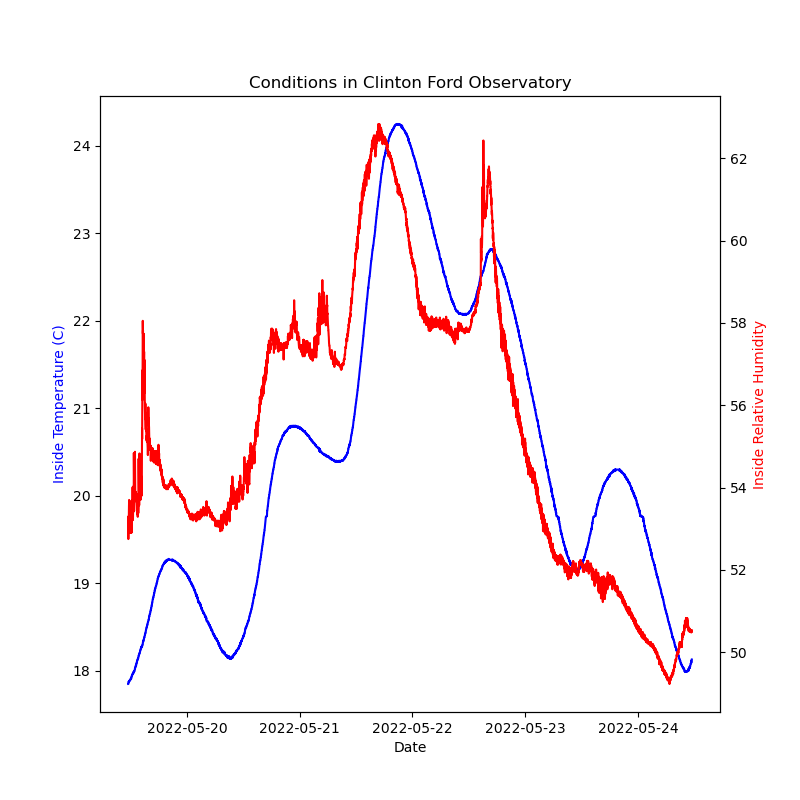 Conditions in Clinton Ford Observatory
Inside Temperature (C)
24
23
22
21
20
19
18
62
60
58
56
54
52
50
Inside Relative Humidity
2022-05-20 2022-05-21 2022-05-22 2022-05-23 2022-05-24
Date